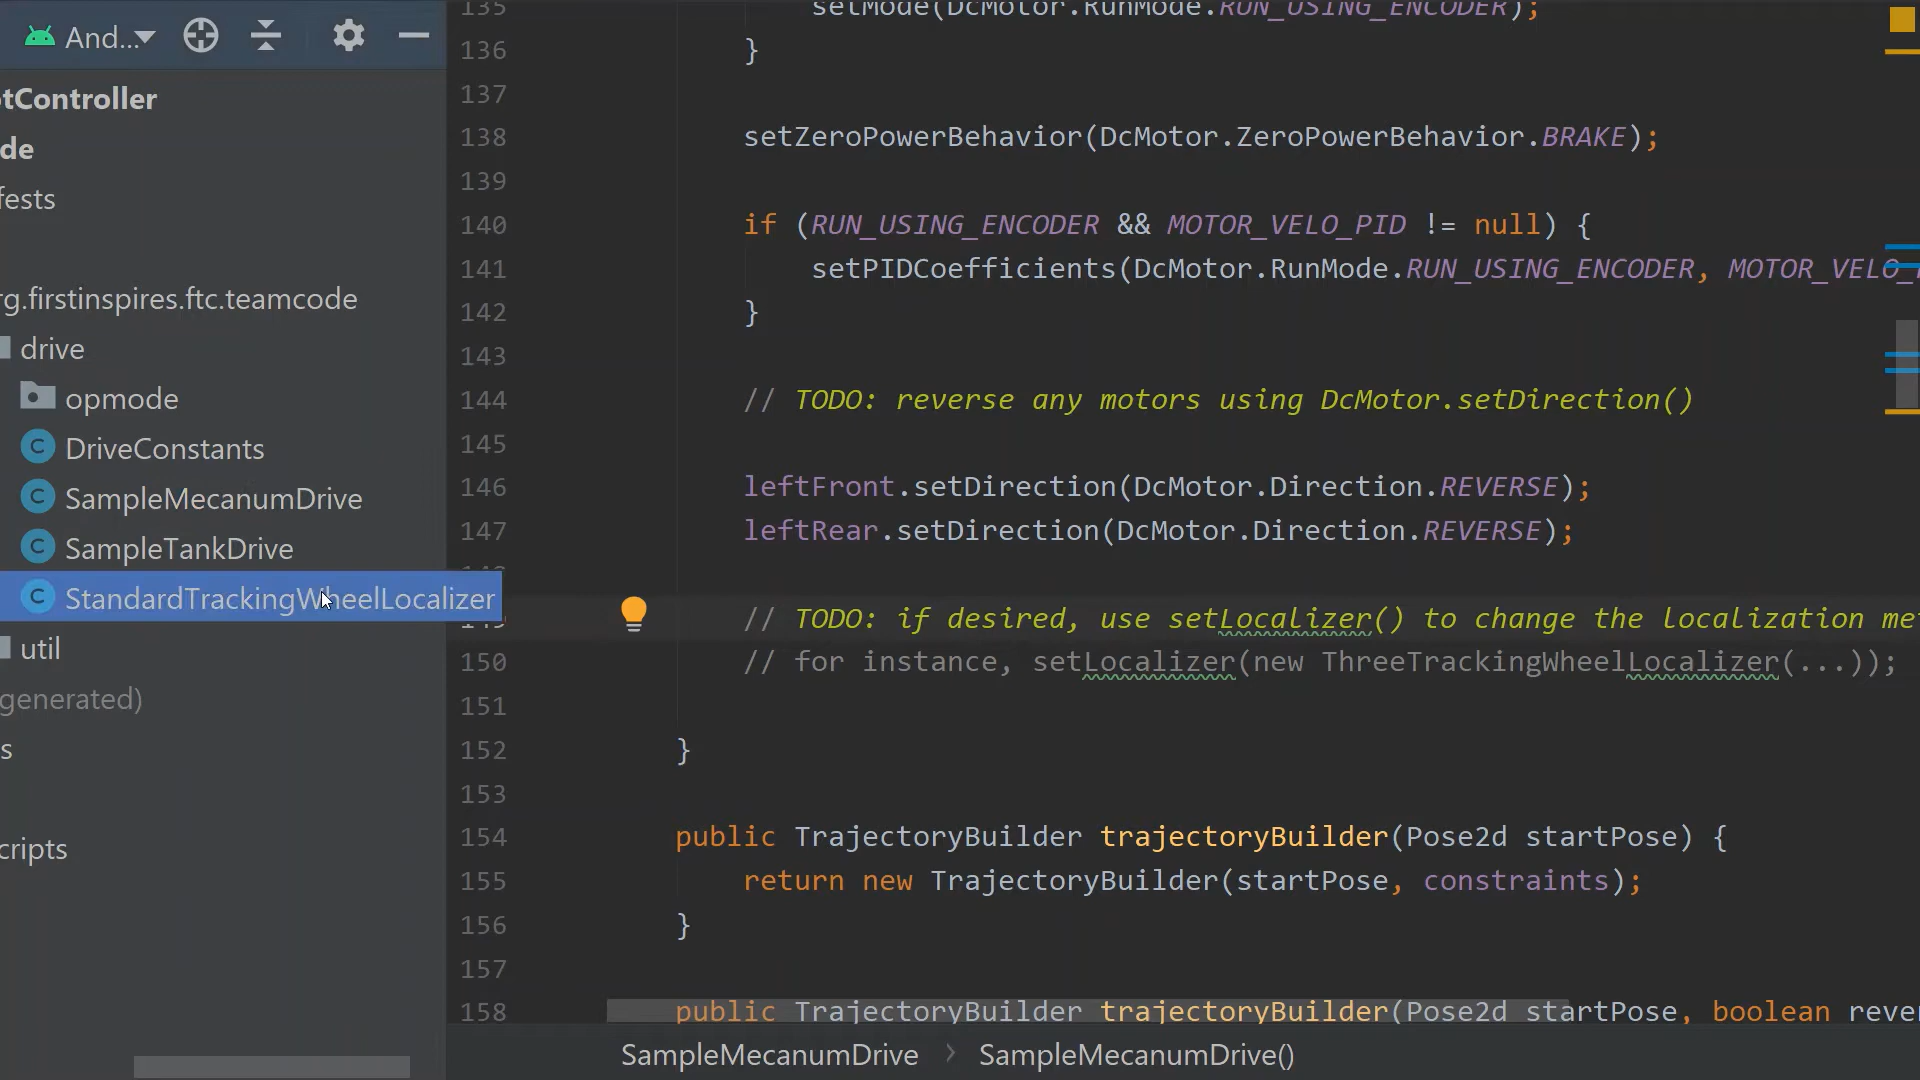 And...
tController
de
fests
rg.firstinspires.ftc.teamcode
drive
opmode
DriveConstants
SampleMecanumDrive
SampleTankDrive
StandardTrackingWheelLocalizer
util
generated)
s
cripts
135 setMode(DcMotor.RunMode.RUN_USING_ENCODER);
136 }
137
138 setZeroPowerBehavior(DcMotor.ZeroPowerBehavior.BRAKE);
139
140 if (RUN_USING_ENCODER && MOTOR_VELO_PID != null) {
141 setPIDCoefficients(DcMotor.RunMode.RUN_USING_ENCODER, MOTOR_VELO_
142 }
143
144 // TODO: reverse any motors using DcMotor.setDirection()
145
146 leftFront.setDirection(DcMotor.Direction.REVERSE);
147 leftRear.setDirection(DcMotor.Direction.REVERSE);
// TODO: if desired, use setLocalizer() to change the localization me
150 // for instance, setLocalizer(new ThreeTrackingWheelLocalizer(...));
151
152 }
153
154 public TrajectoryBuilder trajectoryBuilder(Pose2d startPose) {
155 return new TrajectoryBuilder(startPose, constraints);
156 }
157
158 public TrajectoryBuilder trajectoryBuilder(Pose2d startPose, boolean rever
SampleMecanumDrive > SampleMecanumDrive()